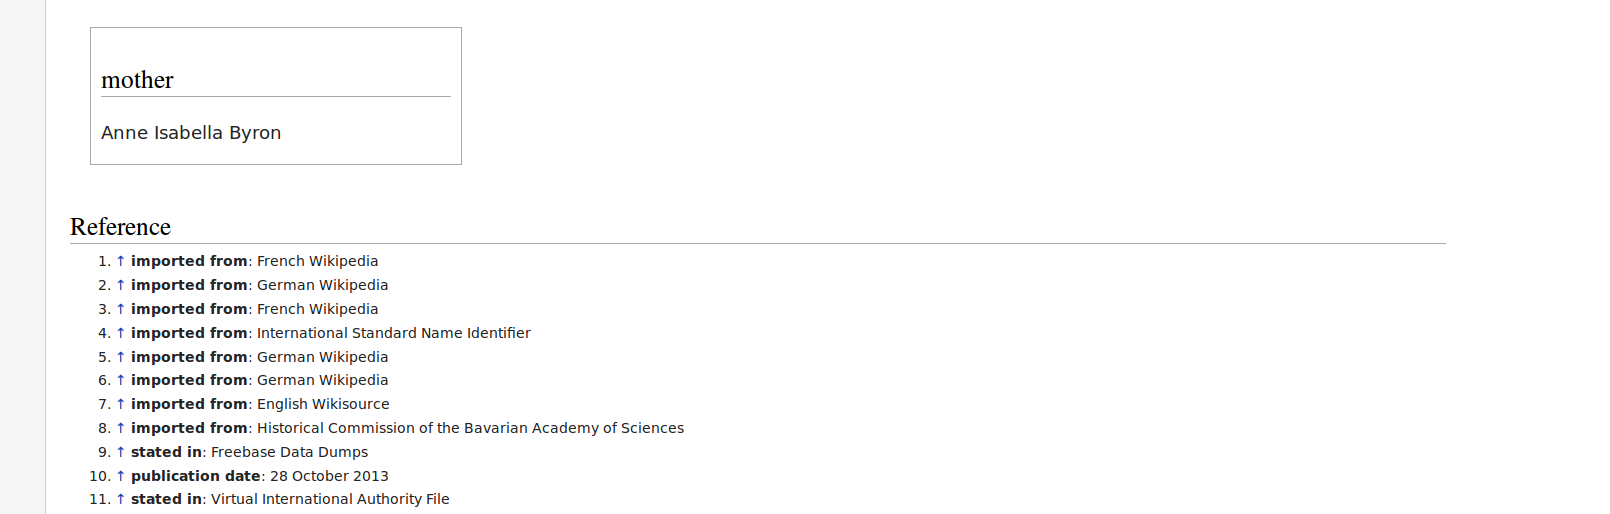 mother
Anne Isabella Byron
Reference
1. ↑ imported from: French Wikipedia
2. ↑ imported from: German Wikipedia
3. ↑ imported from: French Wikipedia
4. ↑ imported from: International Standard Name Identifier
5. ↑ imported from: German Wikipedia
6. ↑ imported from: German Wikipedia
7. ↑ imported from: English Wikisource
8. ↑ imported from: Historical Commission of the Bavarian Academy of Sciences
9. ↑ stated in: Freebase Data Dumps
10. ↑ publication date: 28 October 2013
11. ↑ stated in: Virtual International Authority File